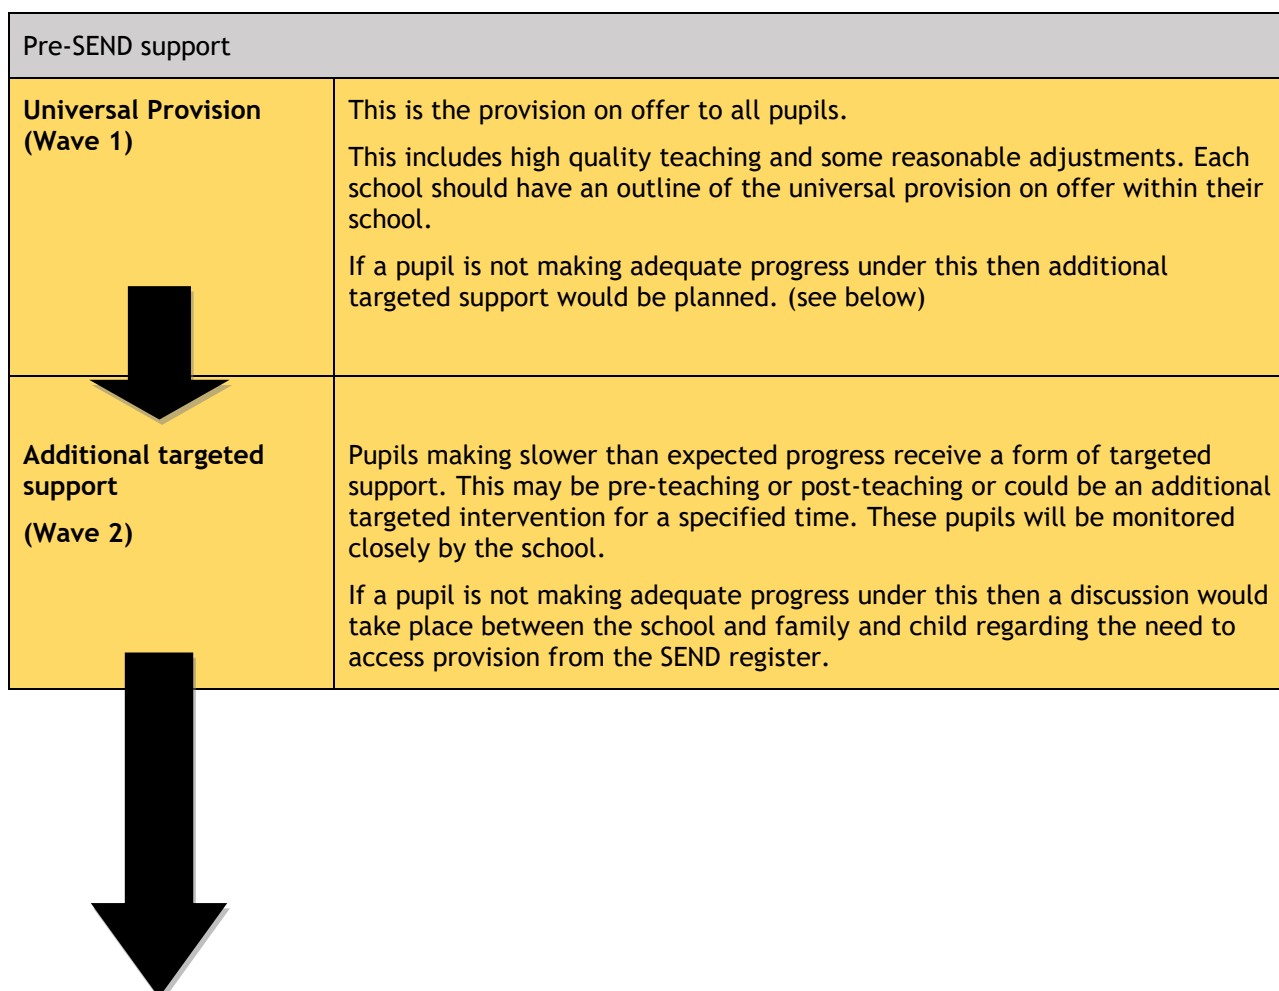 Pre-SEND support
Universal Provision
(Wave 1)
This is the provision on offer to all pupils.
This includes high quality teaching and some reasonable adjustments. Each
school should have an outline of the universal provision on offer within their
school.
If a pupil is not making adequate progress under this then additional
targeted support would be planned. (see below)
Additional targeted
support
(Wave 2)
Pupils making slower than expected progress receive a form of targeted
support. This may be pre-teaching or post-teaching or could be an additional
targeted intervention for a specified time. These pupils will be monitored
closely by the school.
If a pupil is not making adequate progress under this then a discussion would
take place between the school and family and child regarding the need to
access provision from the SEND register.